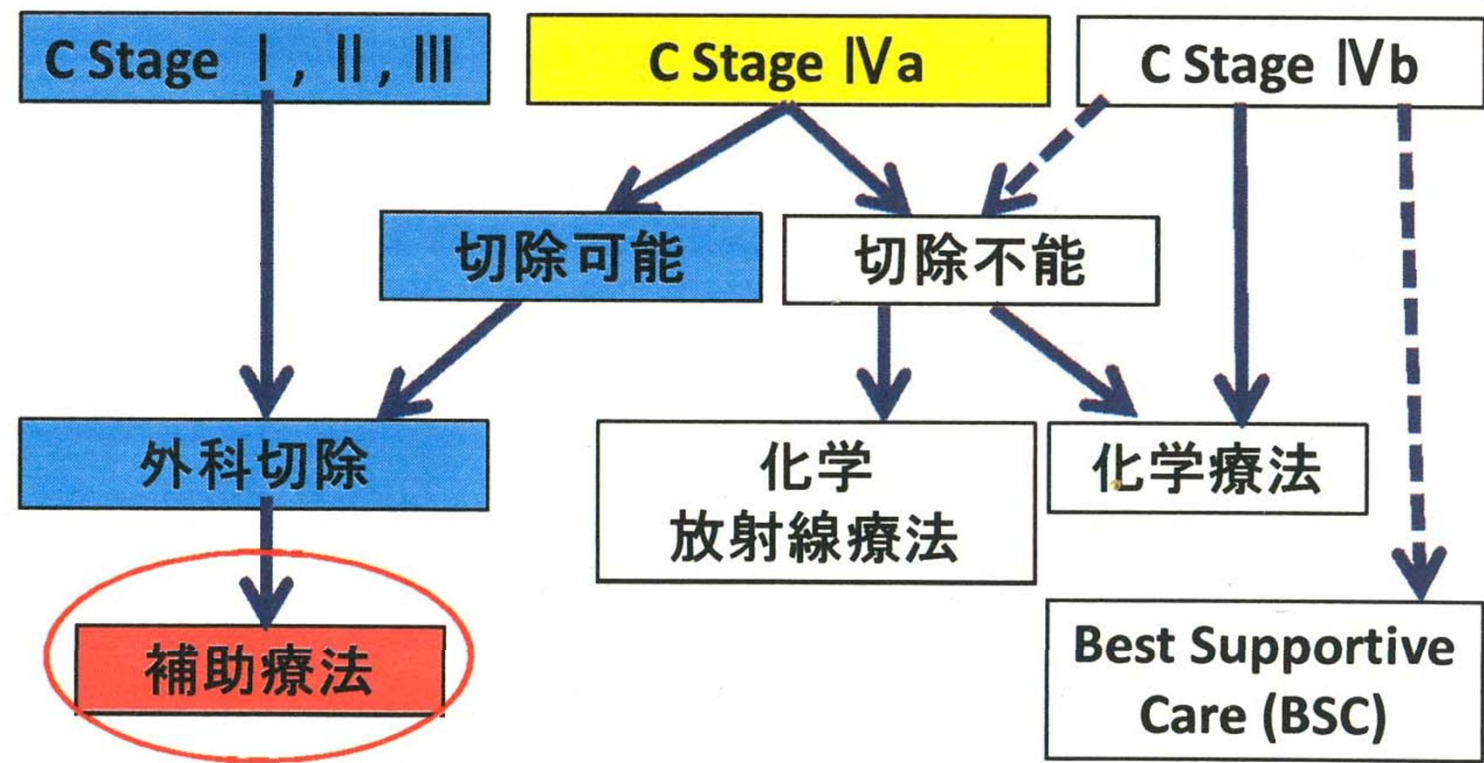 C Stage Ⅰ, Ⅱ, Ⅲ
C Stage Ⅳa
C Stage Ⅳb
切除可能
切除不能
外科切除
化学
放射線療法
化学療法
補助療法
Best Supportive
Care (BSC)